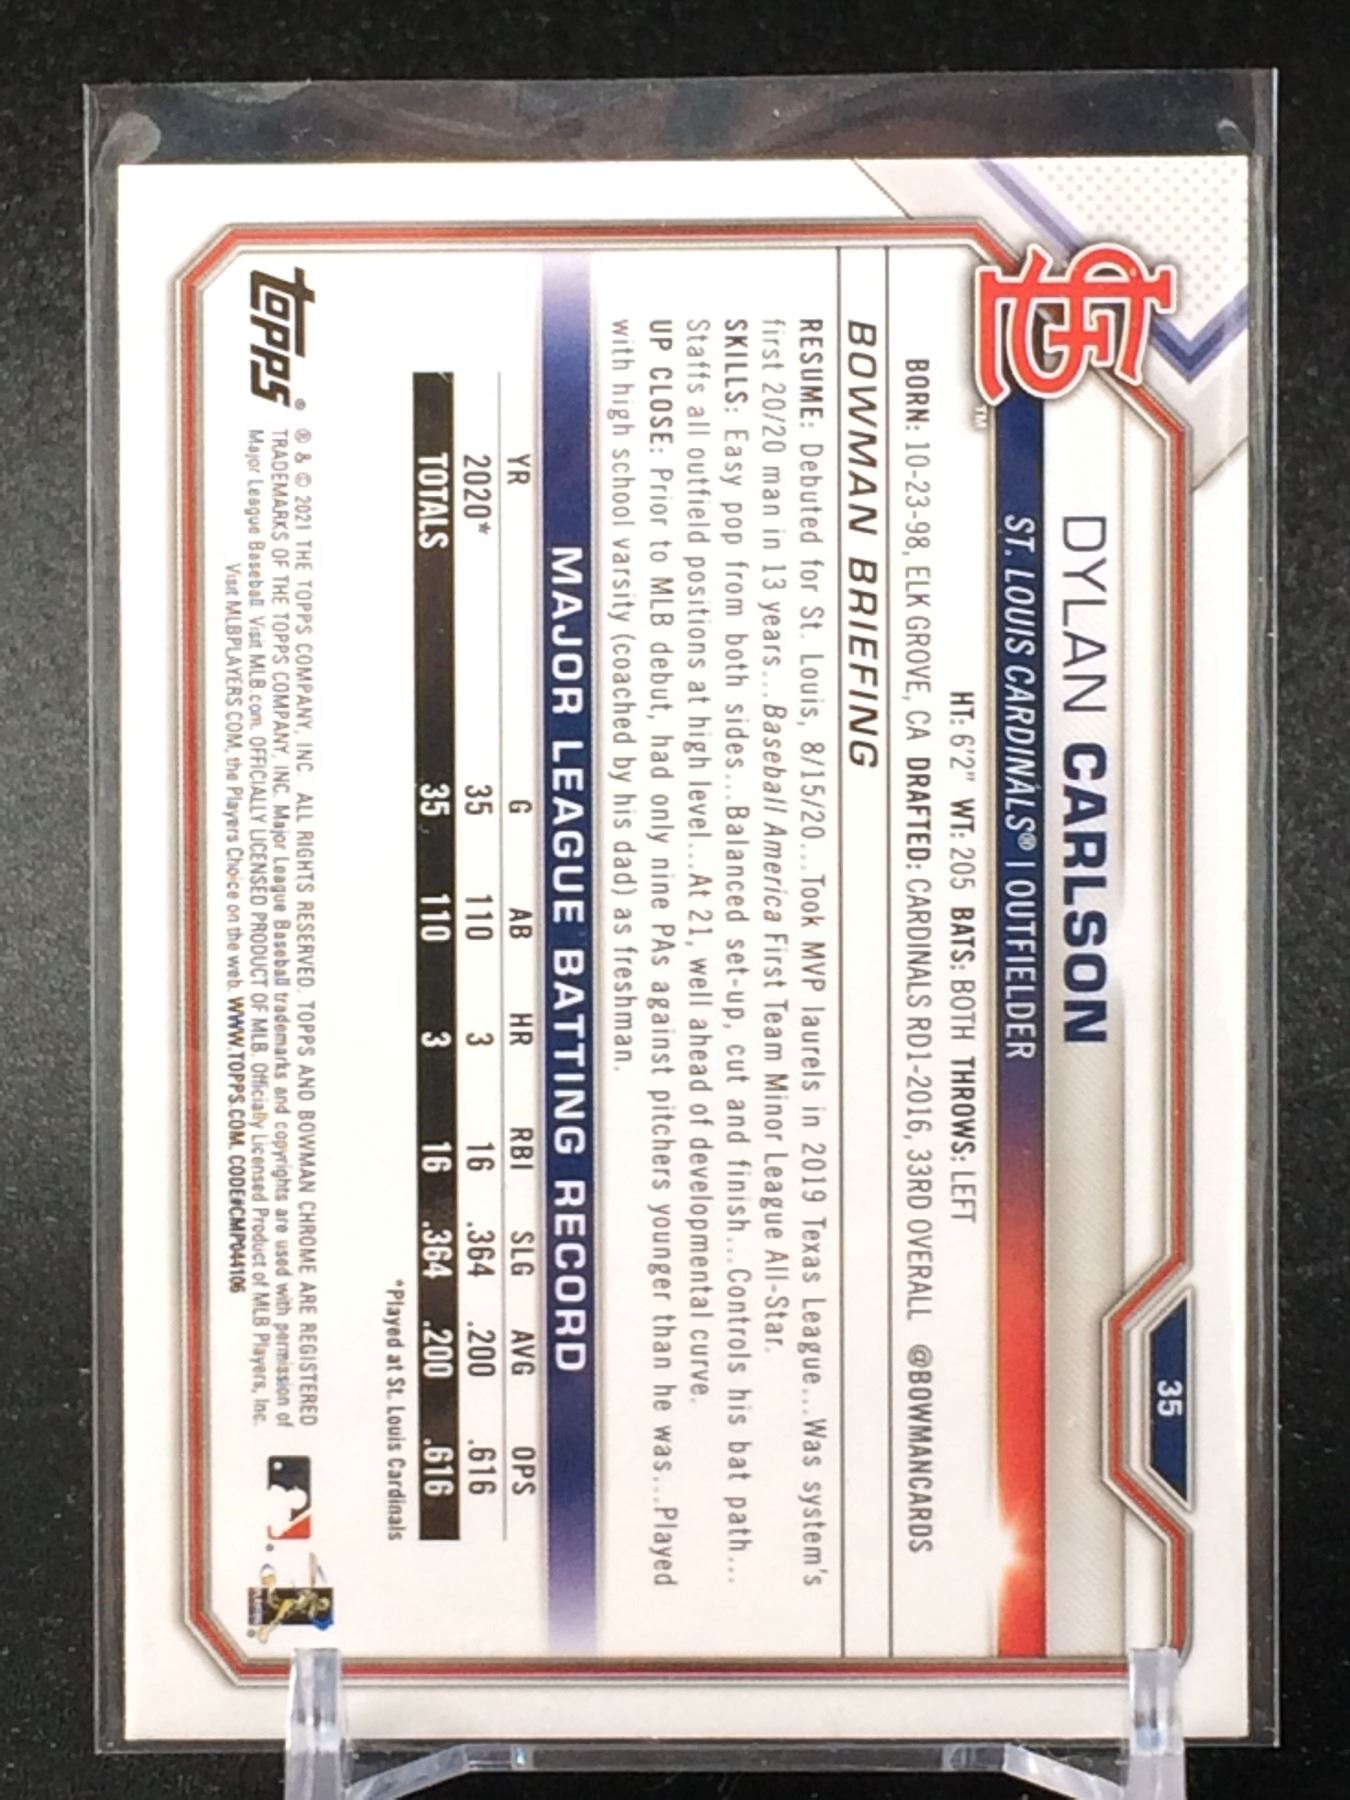 35
DYLAN CARLSON
ST. LOUIS CARDINALS® | OUTFIELDER
STL™
HT: 6'2" WT: 205 BATS: BOTH THROWS: LEFT
BORN: 10-23-98, ELK GROVE, CA DRAFTED: CARDINALS RD1-2016, 33RD OVERALL @BOWMANCARDS
BOWMAN BRIEFING
RESUME: Debuted for St. Louis, 8/15/20...Took MVP laurels in 2019 Texas League...Was system's
first 20/20 man in 13 years...Baseball America First Team Minor League All-Star.
SKILLS: Easy pop from both sides...Balanced set-up, cut and finish...Controls his bat path...
Staffs all outfield positions at high level...At 21, well ahead of developmental curve.
UP CLOSE: Prior to MLB debut, had only nine PAs against pitchers younger than he was...Played
with high school varsity (coached by his dad) as freshman.
MAJOR LEAGUE BATTING RECORD
YR G AB HR RBI SLG AVG OPS
2020* 35 110 3 16 .364 .200 .616
TOTALS 35 110 3 16 .364 .200 .616
*Played at St. Louis Cardinals
topps®
® & © 2021 THE TOPPS COMPANY, INC. ALL RIGHTS RESERVED. TOPPS AND BOWMAN CHROME ARE REGISTERED
TRADEMARKS OF THE TOPPS COMPANY, INC. Major League Baseball trademarks and copyrights are used with permission of
Major League Baseball. Visit MLB.com. OFFICIALLY LICENSED PRODUCT OF MLB. Officially Licensed Product of MLB Players, Inc.
Visit MLBPLAYERS.COM, the Players Choice on the web. WWW.TOPPS.COM. CODE#CMP044106